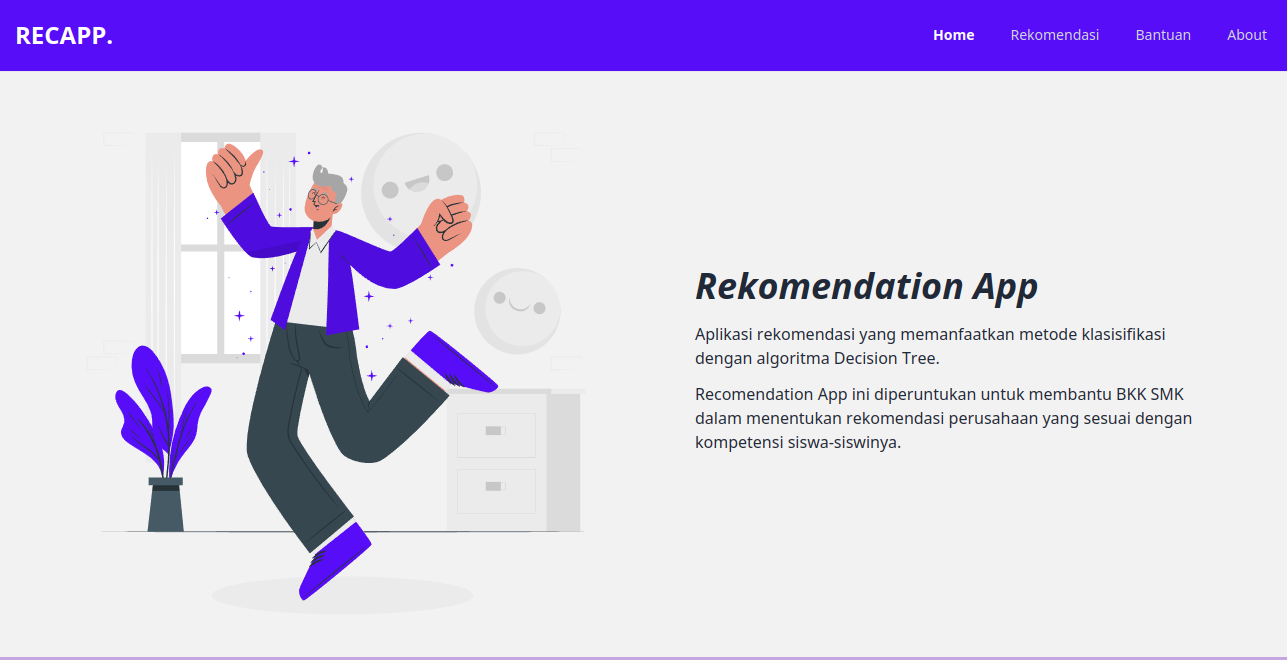 RECAPP.
Home
Rekomendasi
Bantuan
About
Rekomendation App
Aplikasi rekomendasi yang memanfaatkan metode klasisifikasi
dengan algoritma Decision Tree.
Recomendation App ini diperuntukan untuk membantu BKK SMK
dalam menentukan rekomendasi perusahaan yang sesuai dengan
kompetensi siswa-siswinya.